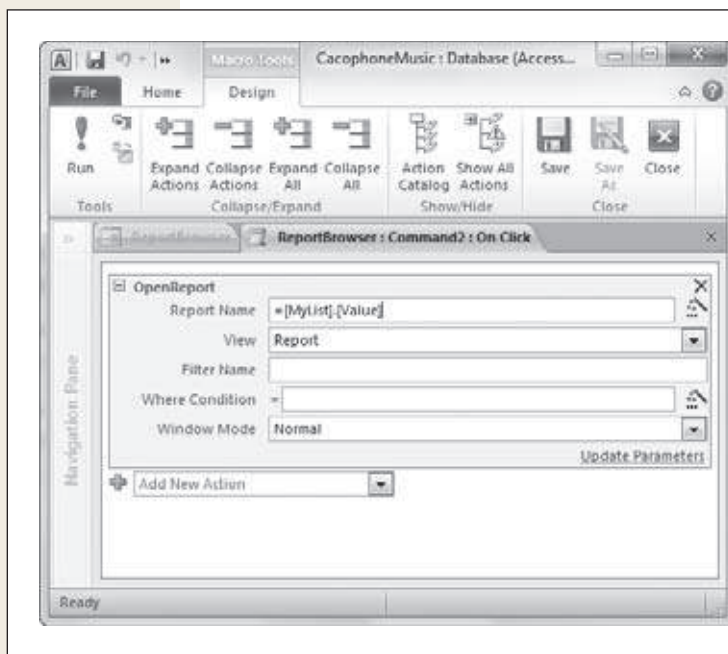 A
Macro Tools
CacophoneMusic : Database (Access...
File
Home
Design
Run
Expand Actions
Collapse Actions
Expand All
Collapse All
Action Catalog
Show All Actions
Save
Save As
Close
Tools
Collapse/Expand
Show/Hide
Close
ReportBrowser
ReportBrowser : Command2 : On Click
Navigation Pane
OpenReport
Report Name
=[MyList].[Value]
View
Report
Filter Name
Where Condition
=
Window Mode
Normal
Update Parameters
Add New Action
Ready